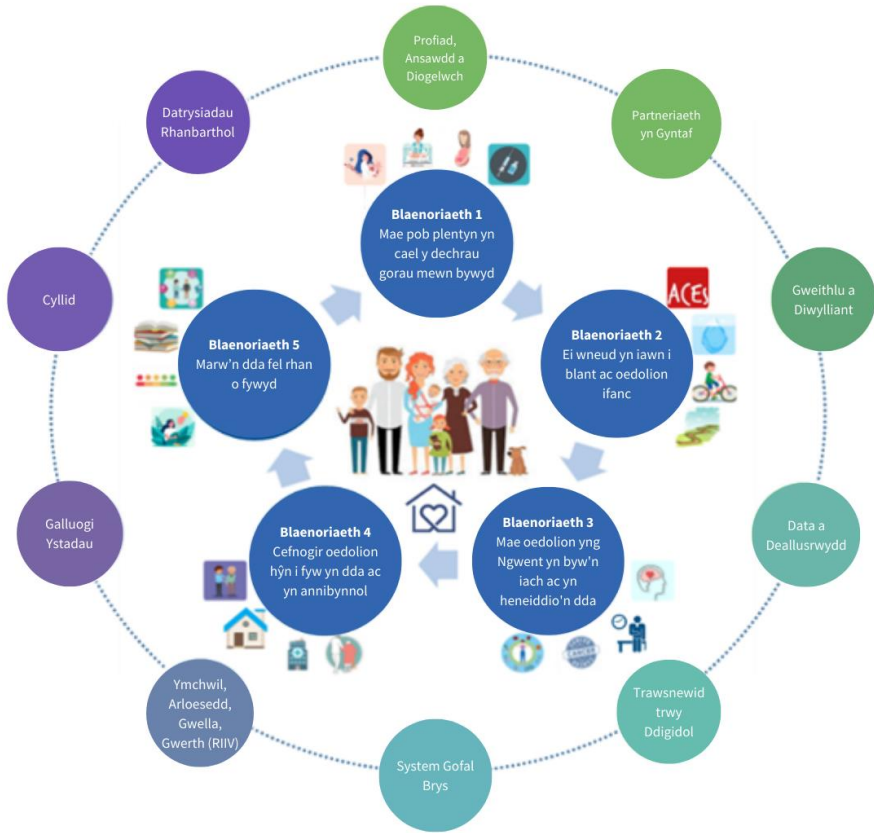 Profiad,
Ansawdd a
Diogelwch
Partneriaeth
yn Gyntaf
Gweithlu a
Diwylliant
Data a
Deallusrwydd
Trawsnewid
trwy
Ddigidol
System Gofal
Brys
Ymchwil,
Arloesedd,
Gwella,
Gwerth (RIIV)
Galluogi
Ystadau
Cyllid
Datrysiadau
Rhanbarthol
Blaenoriaeth 1
Mae pob plentyn yn
cael y dechrau
gorau mewn bywyd
ACEs
Blaenoriaeth 2
Ei wneud yn iawn i
blant ac oedolion
ifanc
Blaenoriaeth 3
Mae oedolion yng
Ngwent yn byw'n
iach ac yn
heneiddio'n dda
CANCER
Blaenoriaeth 4
Cefnogir oedolion
hŷn i fyw yn dda ac
yn annibynnol
Blaenoriaeth 5
Marw’n dda fel rhan
o fywyd